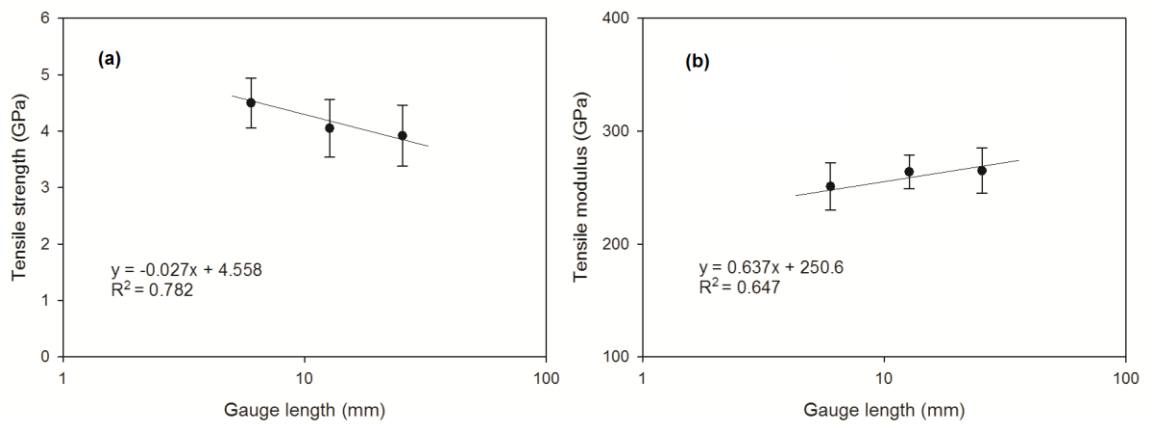 (a)
Tensile strength (GPa)
6
5
4
3
2
1
0
y = -0.027x + 4.558
R² = 0.782
1 10 100
Gauge length (mm)
(b)
Tensile modulus (GPa)
400
300
200
100
y = 0.637x + 250.6
R² = 0.647
1 10 100
Gauge length (mm)